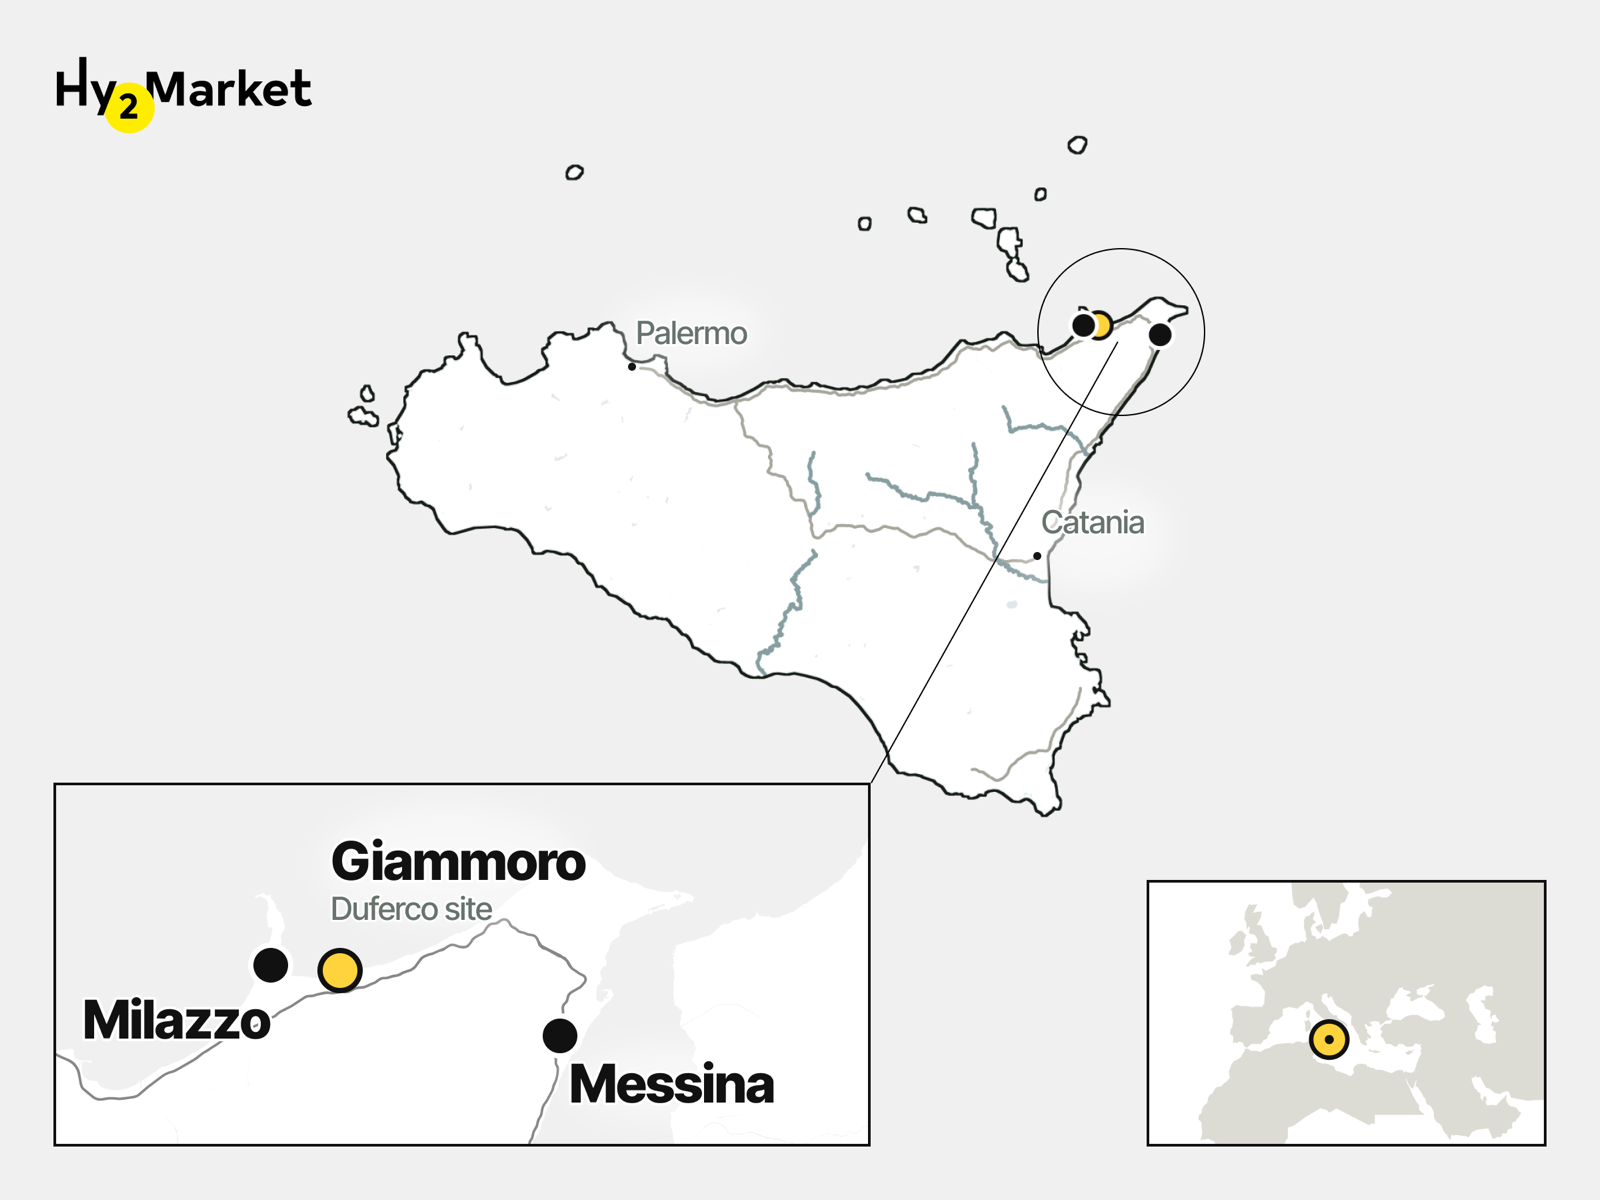 Hy2Market
Palermo
Catania
Giammoro
Duferco site
Milazzo
Messina